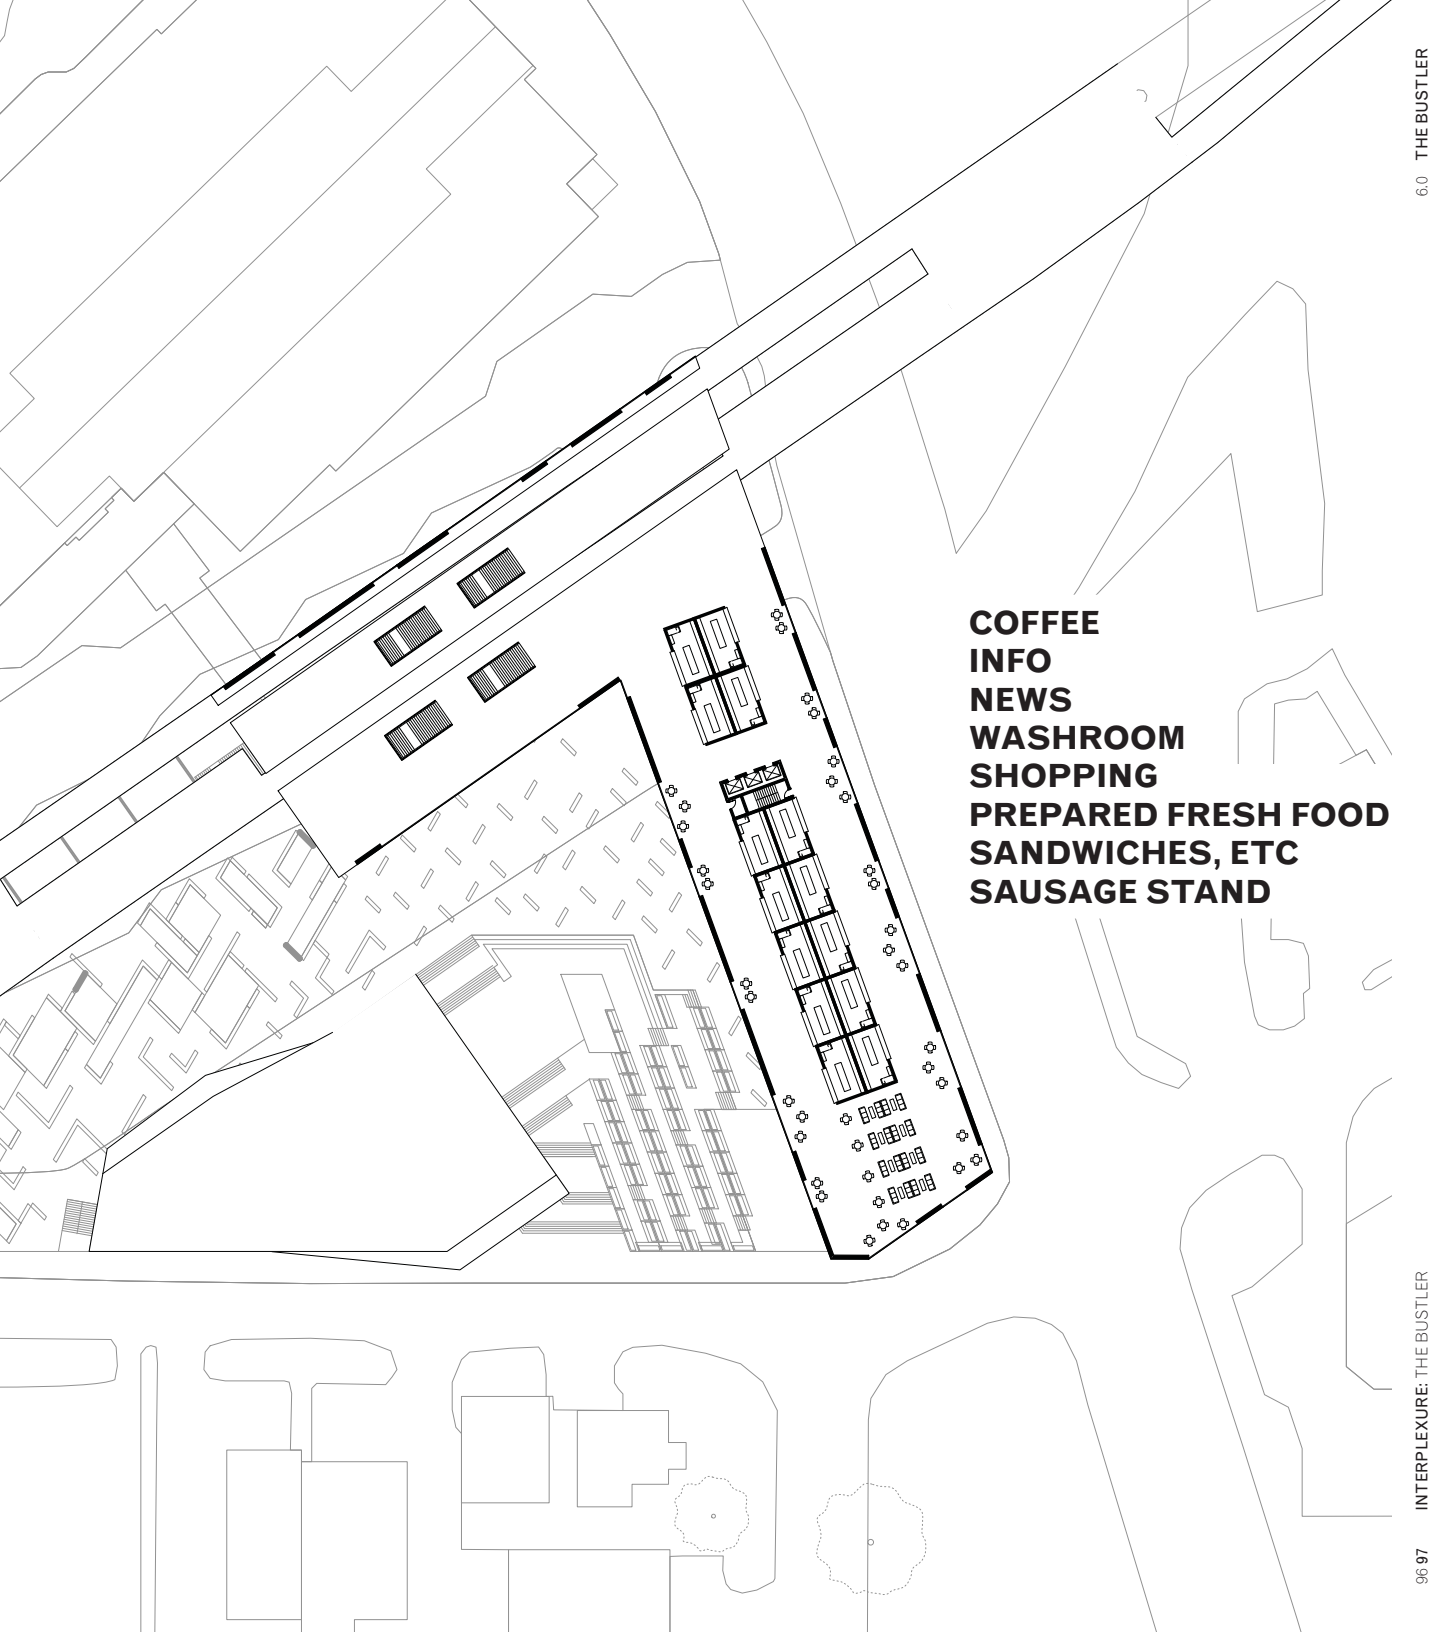 6.0 THE BUSTLER
COFFEE
INFO
NEWS
WASHROOM
SHOPPING
PREPARED FRESH FOOD
SANDWICHES, ETC
SAUSAGE STAND
96 97 INTERPLEXURE: THE BUSTLER